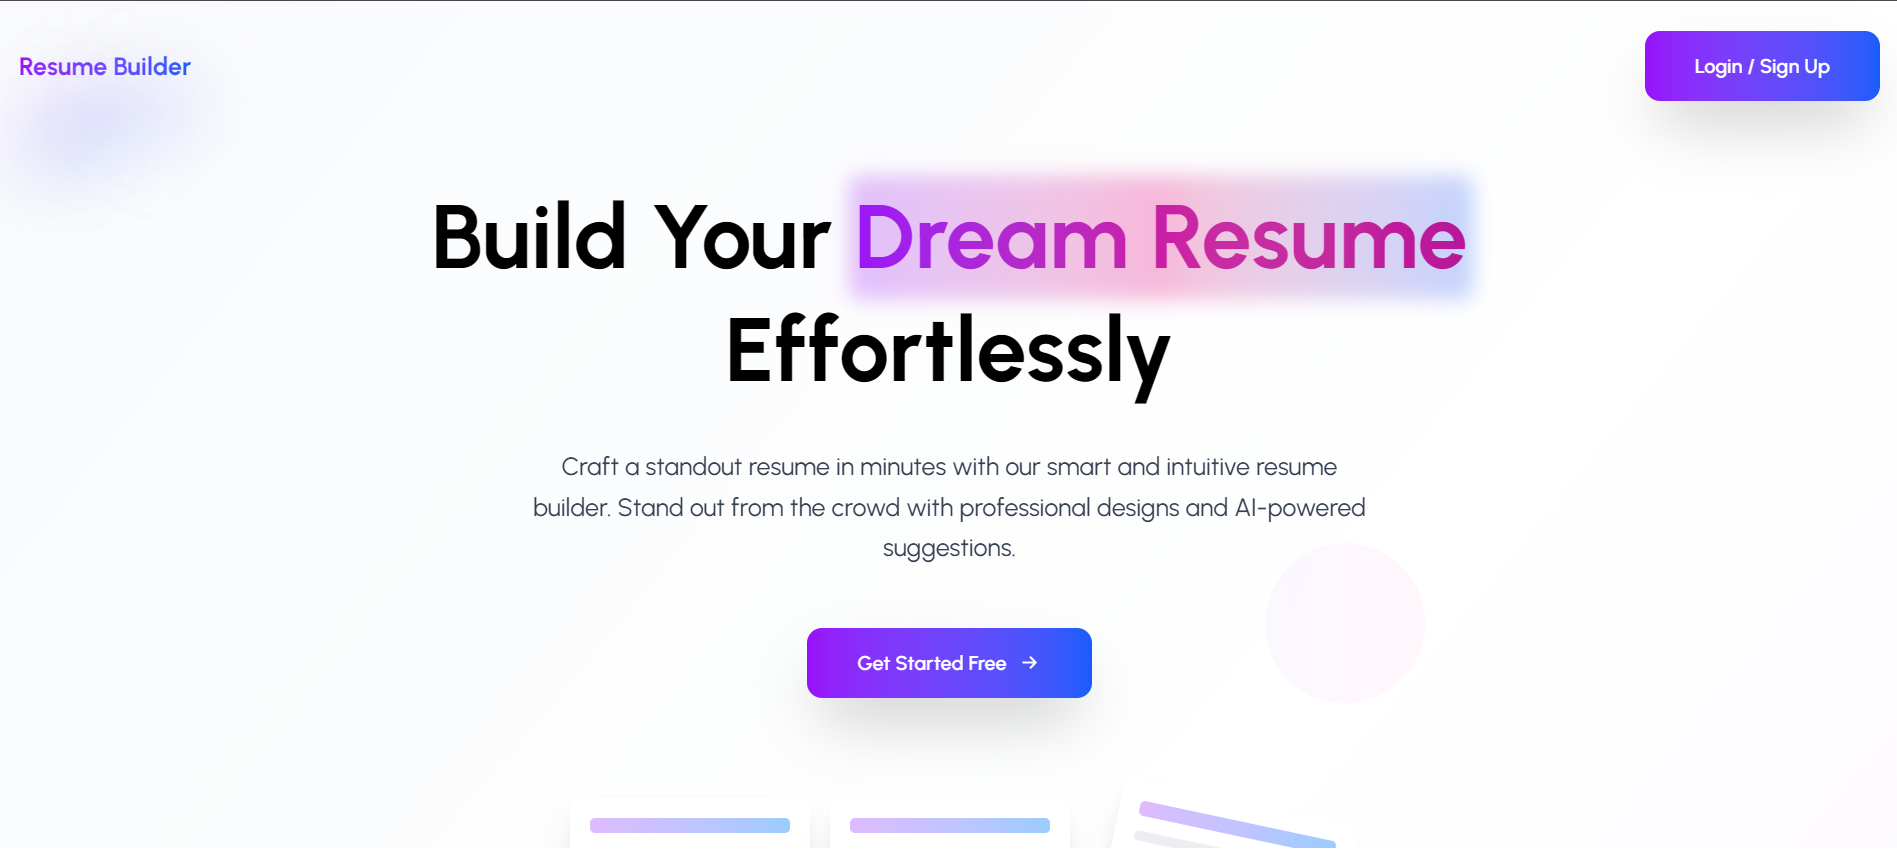 Resume Builder
Login / Sign Up
Build Your Dream Resume
Effortlessly
Craft a standout resume in minutes with our smart and intuitive resume
builder. Stand out from the crowd with professional designs and AI-powered
suggestions.
Get Started Free →